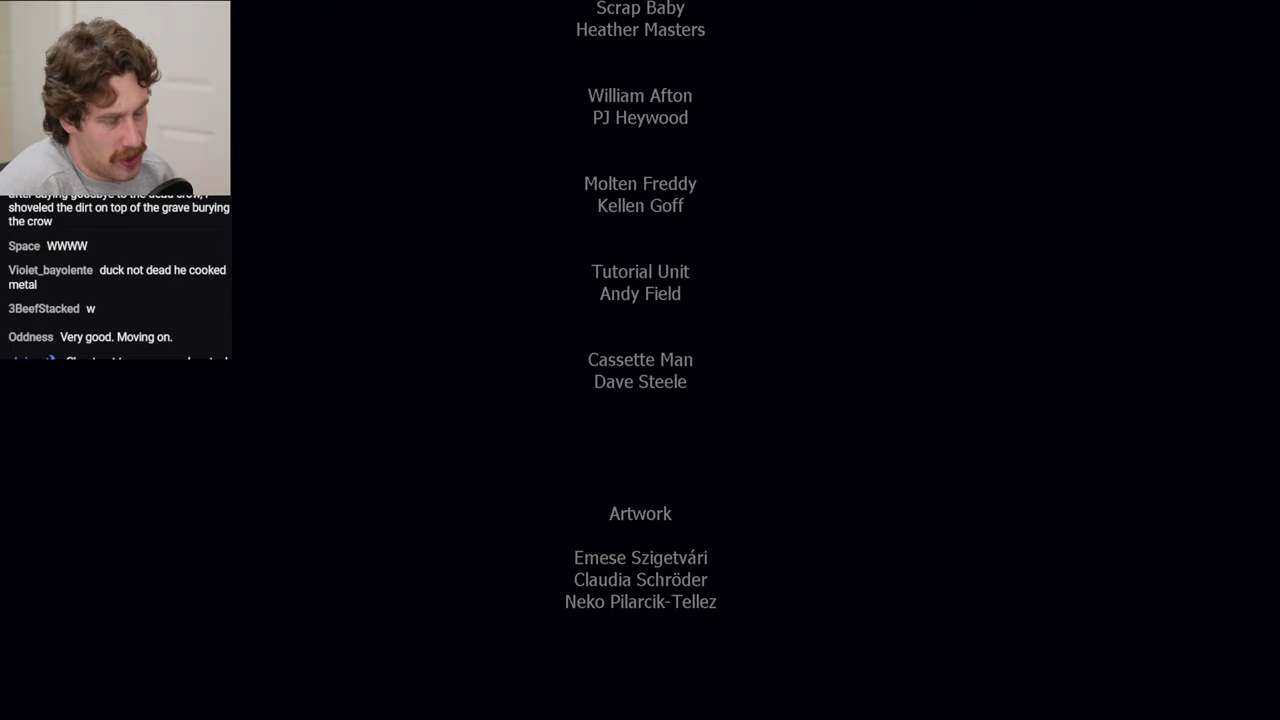 Scrap Baby
Heather Masters
William Afton
PJ Heywood
Molten Freddy
Kellen Goff
Tutorial Unit
Andy Field
Cassette Man
Dave Steele
Artwork
Emese Szigetvári
Claudia Schröder
Neko Pilarcik-Tellez
shoveled the dirt on top of the grave burying
the crow
Space WWWW
Violet_bayolente duck not dead he cooked
metal
3BeefStacked w
Oddness Very good. Moving on.